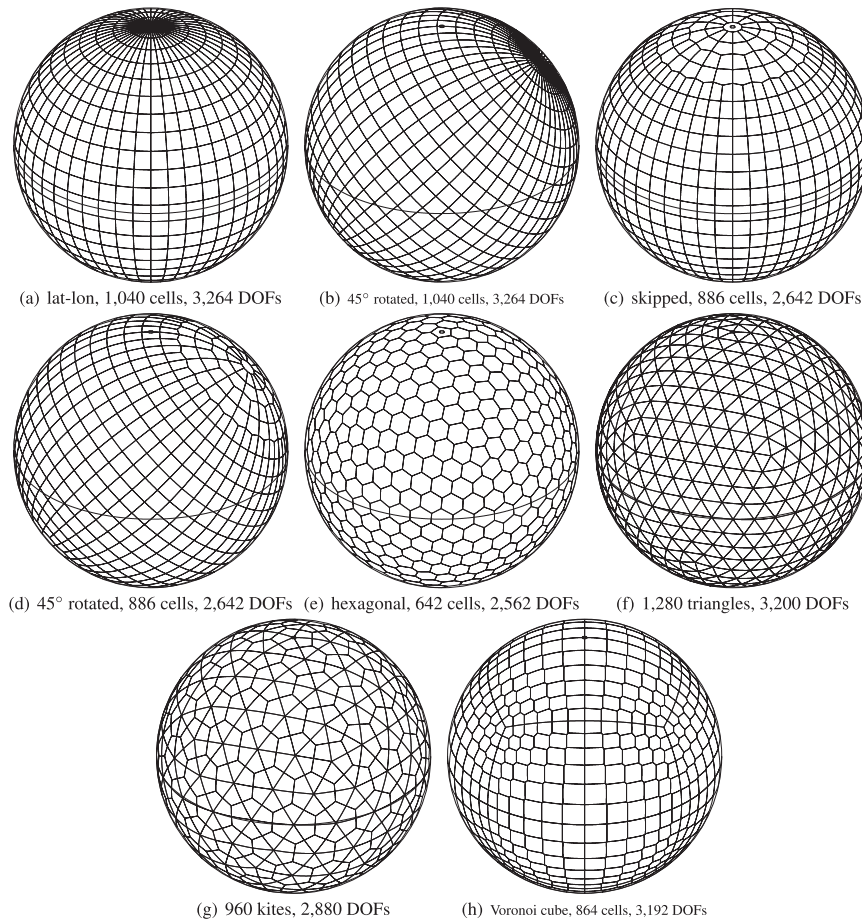 (a) lat-lon, 1,040 cells, 3,264 DOFs
(b) 45° rotated, 1,040 cells, 3,264 DOFs
(c) skipped, 886 cells, 2,642 DOFs
(d) 45° rotated, 886 cells, 2,642 DOFs
(e) hexagonal, 642 cells, 2,562 DOFs
(f) 1,280 triangles, 3,200 DOFs
(g) 960 kites, 2,880 DOFs
(h) Voronoi cube, 864 cells, 3,192 DOFs